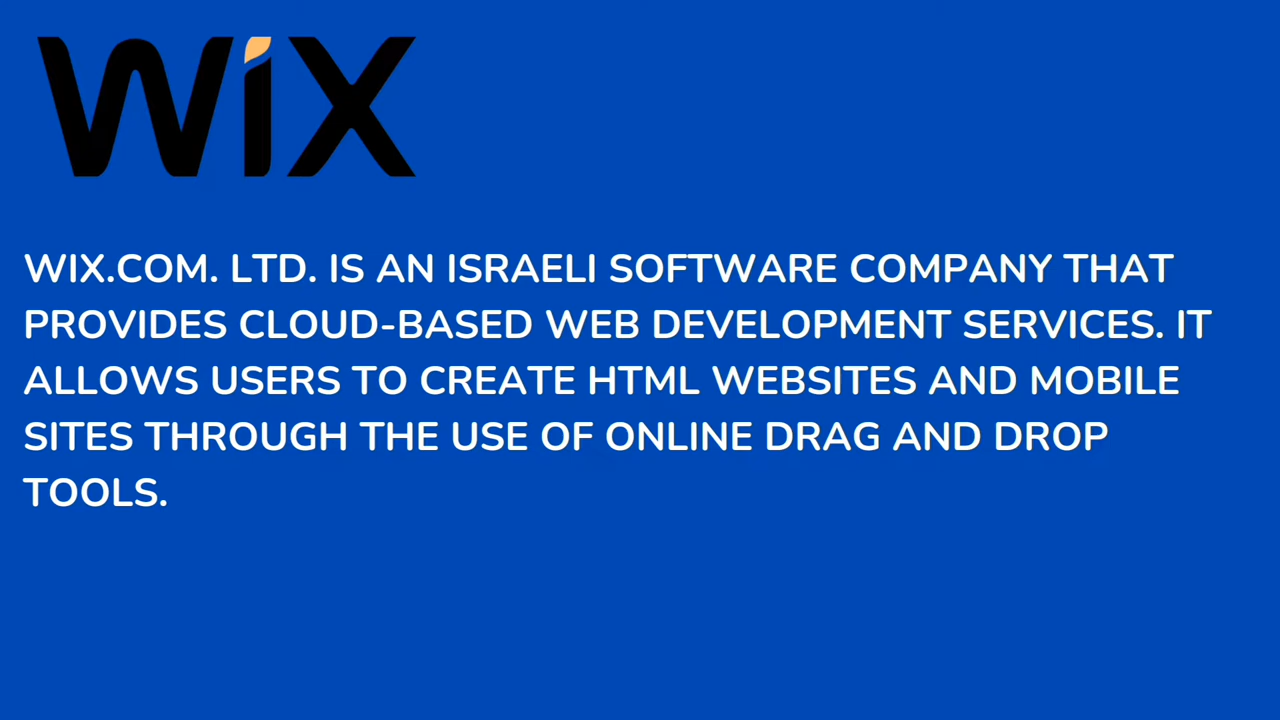 WiX
WIX.COM. LTD. IS AN ISRAELI SOFTWARE COMPANY THAT
PROVIDES CLOUD-BASED WEB DEVELOPMENT SERVICES. IT
ALLOWS USERS TO CREATE HTML WEBSITES AND MOBILE
SITES THROUGH THE USE OF ONLINE DRAG AND DROP
TOOLS.